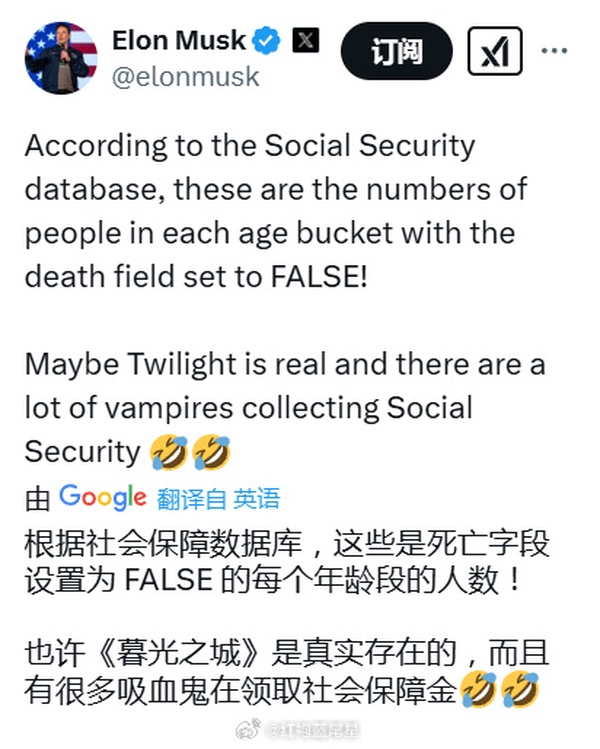 Elon Musk
订阅
@elonmusk
According to the Social Security
database, these are the numbers of
people in each age bucket with the
death field set to FALSE!
Maybe Twilight is real and there are a
lot of vampires collecting Social
Security 🤣🤣
由 Google 翻译自 英语
根据社会保障数据库，这些是死亡字段
设置为 FALSE 的每个年龄段的人数！
也许《暮光之城》是真实存在的，而且
有很多吸血鬼在领取社会保障金🤣🤣